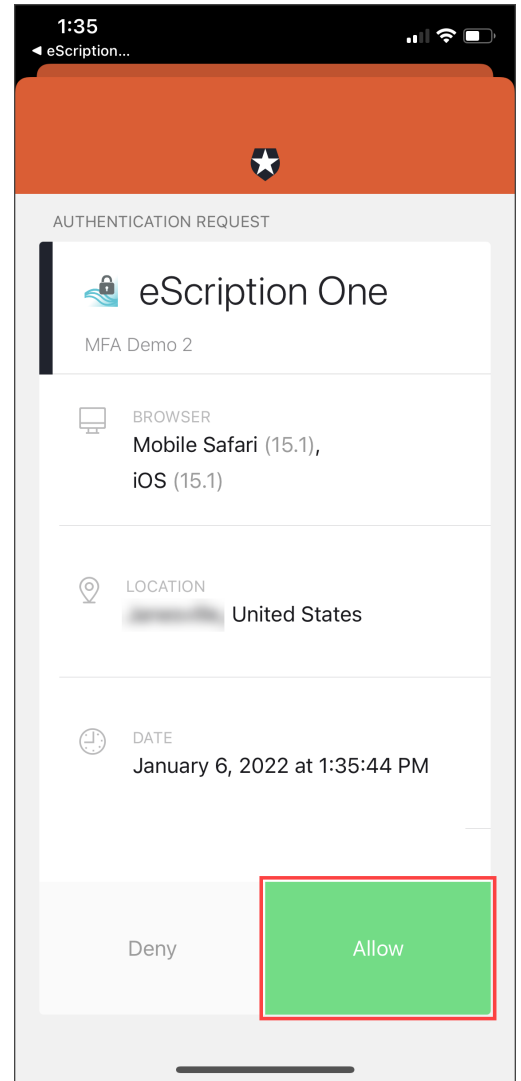 1:35
◀ eScription...
AUTHENTICATION REQUEST
eScription One
MFA Demo 2
BROWSER
Mobile Safari (15.1),
iOS (15.1)
LOCATION
United States
DATE
January 6, 2022 at 1:35:44 PM
Deny
Allow